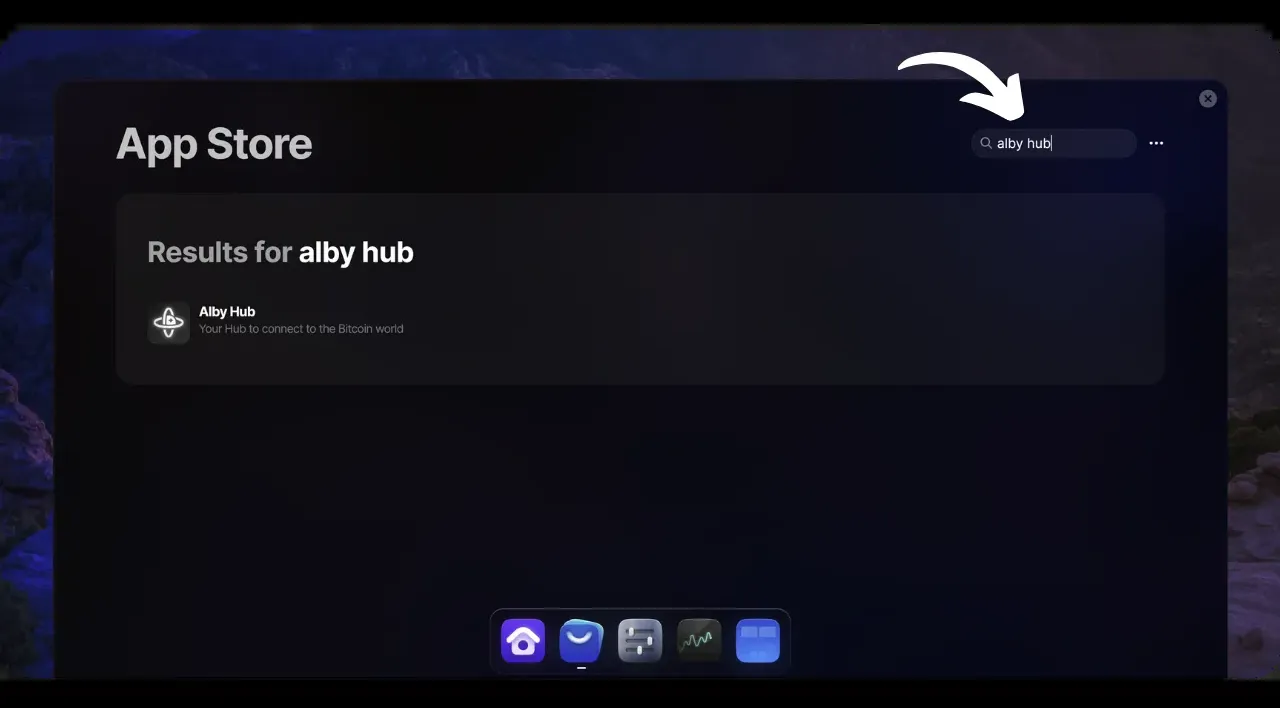 App Store
alby hub
Results for alby hub
Alby Hub
Your Hub to connect to the Bitcoin world